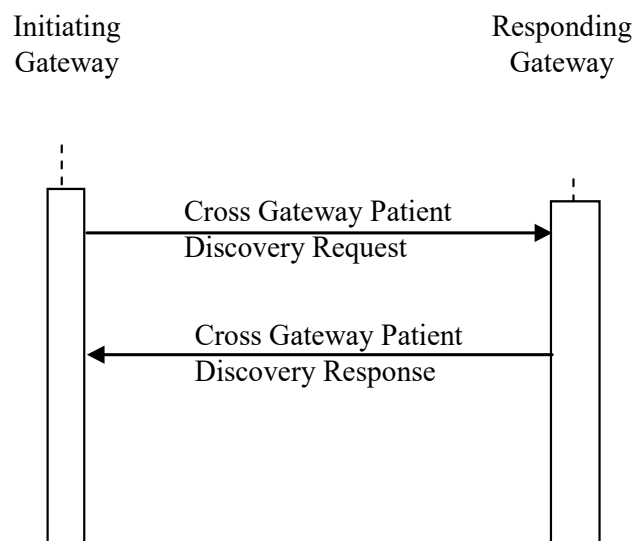 Initiating
Gateway
Responding
Gateway
Cross Gateway Patient
Discovery Request
Cross Gateway Patient
Discovery Response